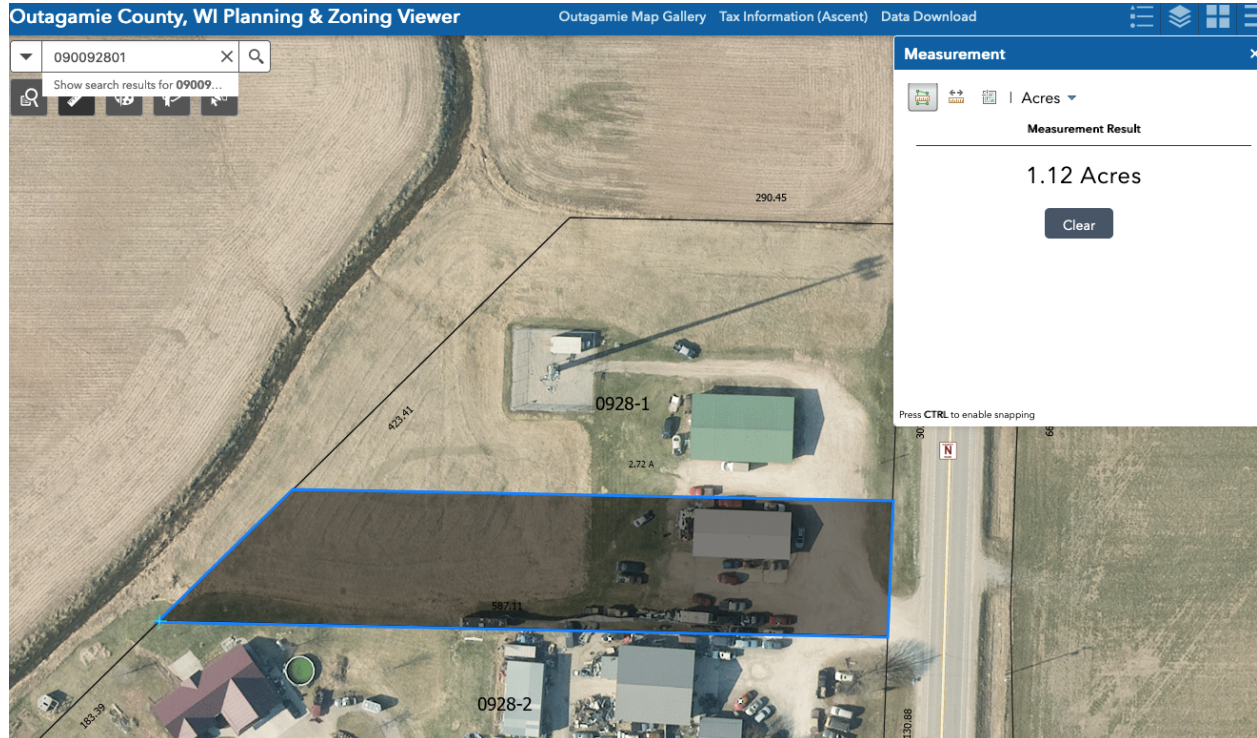 Outagamie County, WI Planning & Zoning Viewer
Outagamie Map Gallery Tax Information (Ascent) Data Download
090092801
Show search results for 09009...
Measurement
Acres
Measurement Result
1.12 Acres
Clear
Press CTRL to enable snapping
290.45
423.41
0928-1
2.72 A
N
587.11
0928-2
183.39
130.88